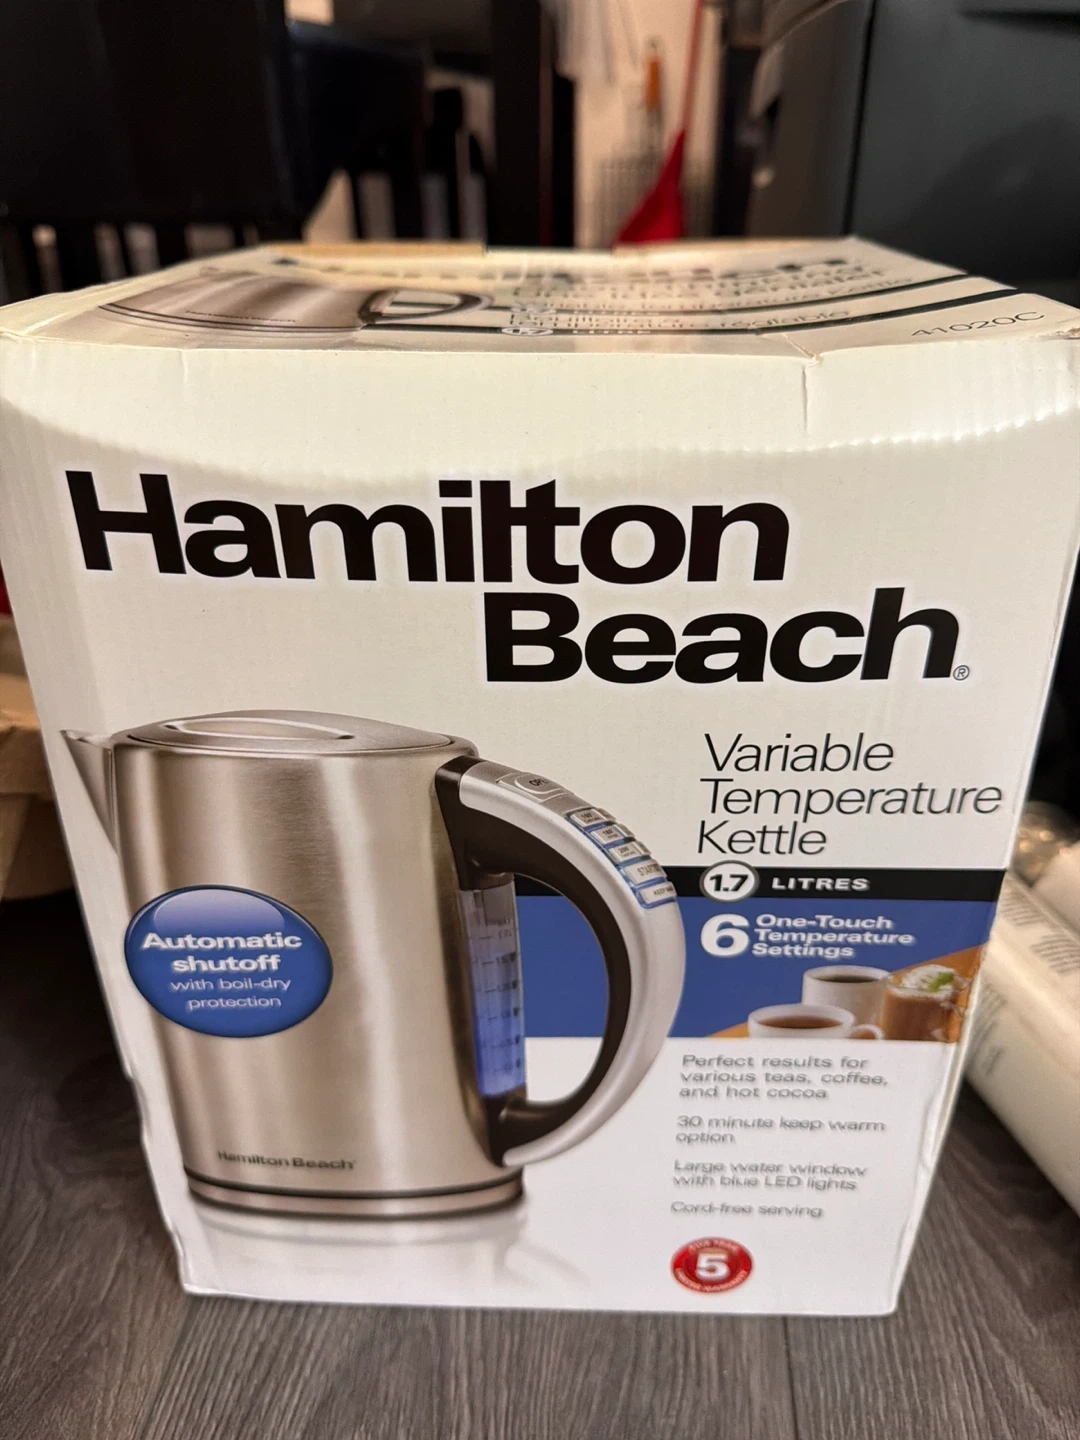 41020C
Hamilton
Beach®
Variable
Temperature
Kettle
1.7 LITRES
6 One-Touch
Temperature
Settings
Automatic
shutoff
with boil-dry
protection
Perfect results for
various teas, coffee,
and hot cocoa
30 minute keep warm
option
Large water window
with blue LED lights
Cord-free serving
Hamilton Beach
5